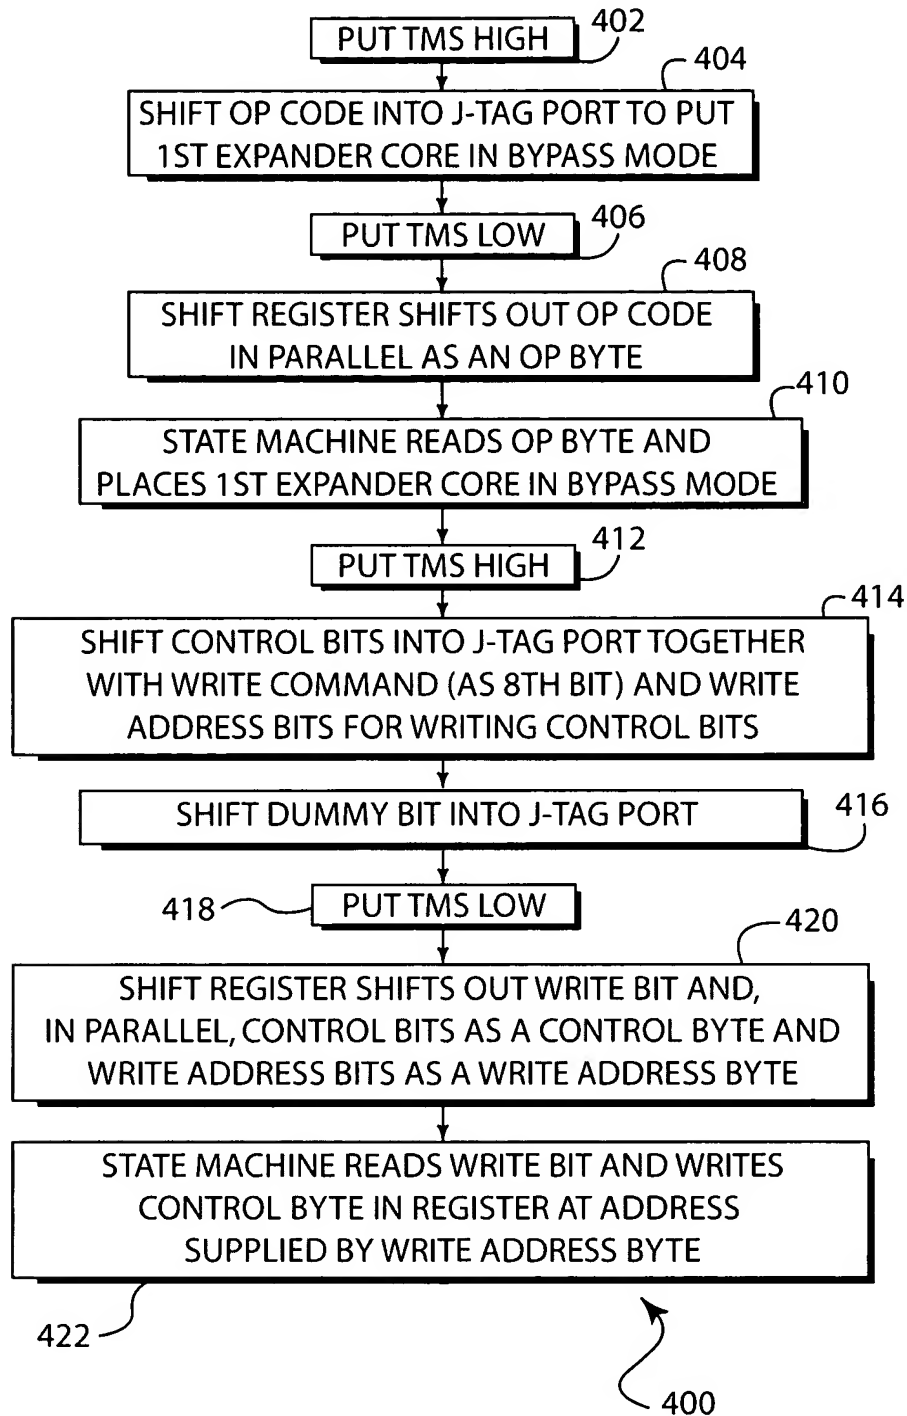 PUT TMS HIGH
402
404
SHIFT OP CODE INTO J-TAG PORT TO PUT
1ST EXPANDER CORE IN BYPASS MODE
PUT TMS LOW
406
408
SHIFT REGISTER SHIFTS OUT OP CODE
IN PARALLEL AS AN OP BYTE
410
STATE MACHINE READS OP BYTE AND
PLACES 1ST EXPANDER CORE IN BYPASS MODE
PUT TMS HIGH
412
414
SHIFT CONTROL BITS INTO J-TAG PORT TOGETHER
WITH WRITE COMMAND (AS 8TH BIT) AND WRITE
ADDRESS BITS FOR WRITING CONTROL BITS
SHIFT DUMMY BIT INTO J-TAG PORT
416
418
PUT TMS LOW
420
SHIFT REGISTER SHIFTS OUT WRITE BIT AND,
IN PARALLEL, CONTROL BITS AS A CONTROL BYTE AND
WRITE ADDRESS BITS AS A WRITE ADDRESS BYTE
STATE MACHINE READS WRITE BIT AND WRITES
CONTROL BYTE IN REGISTER AT ADDRESS
SUPPLIED BY WRITE ADDRESS BYTE
422
400